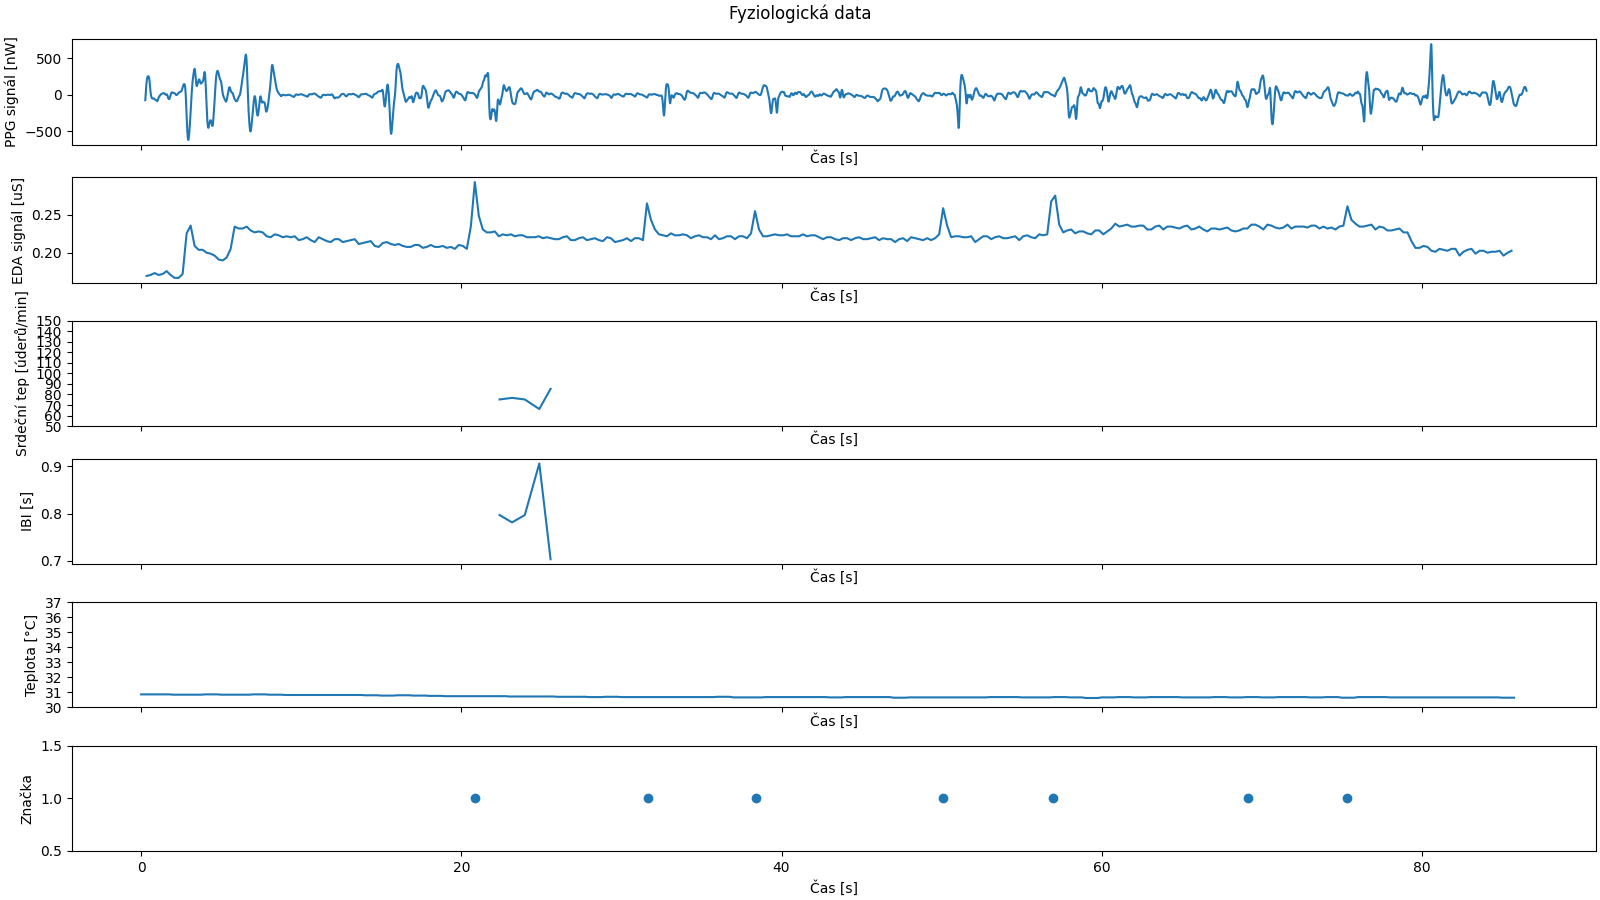 Fyziologická data
PPG signál [nW]
500
0
−500
Čas [s]
EDA signál [uS]
0.25
0.20
Čas [s]
Srdeční tep [úderů/min]
150
140
130
120
110
100
90
80
70
60
50
Čas [s]
IBI [s]
0.9
0.8
0.7
Čas [s]
Teplota [°C]
37
36
35
34
33
32
31
30
Čas [s]
Značka
1.5
1.0
0.5
0 20 40 60 80
Čas [s]